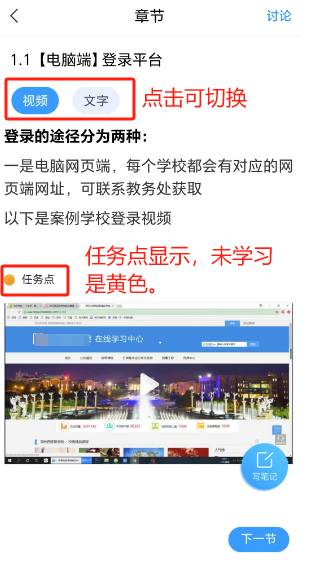 章节
讨论
1.1【电脑端】登录平台
视频
文字
点击可切换
登录的途径分为两种：
一是电脑网页端，每个学校都会有对应的网
页端网址，可联系教务处获取
以下是案例学校登录视频
任务点显示，未学习
是黄色。
任务点
在线学习中心
写笔记
下一节